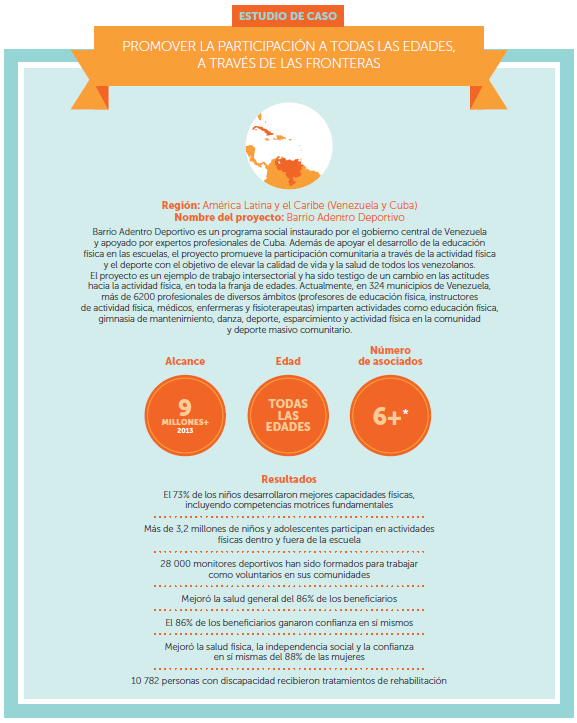 ESTUDIO DE CASO
PROMOVER LA PARTICIPACIÓN A TODAS LAS EDADES,
A TRAVÉS DE LAS FRONTERAS
Región: América Latina y el Caribe (Venezuela y Cuba)
Nombre del proyecto: Barrio Adentro Deportivo
Barrio Adentro Deportivo es un programa social instaurado por el gobierno central de Venezuela
y apoyado por expertos profesionales de Cuba. Además de apoyar el desarrollo de la educación
física en las escuelas, el proyecto promueve la participación comunitaria a través de la actividad física
y el deporte con el objetivo de elevar la calidad de vida y la salud de todos los venezolanos.
El proyecto es un ejemplo de trabajo intersectorial y ha sido testigo de un cambio en las actitudes
hacia la actividad física, en toda la franja de edades. Actualmente, en 324 municipios de Venezuela,
más de 6200 profesionales de diversos ámbitos (profesores de educación física, instructores
de actividad física, médicos, enfermeras y fisioterapeutas) imparten actividades como educación física,
gimnasia de mantenimiento, danza, deporte, esparcimiento y actividad física en la comunidad
y deporte masivo comunitario.
Alcance
9
MILLONES+
2013
Edad
TODAS
LAS
EDADES
Número
de asociados
6+*
Resultados
El 73% de los niños desarrollaron mejores capacidades físicas,
incluyendo competencias motrices fundamentales
Más de 3,2 millones de niños y adolescentes participan en actividades
físicas dentro y fuera de la escuela
28 000 monitores deportivos han sido formados para trabajar
como voluntarios en sus comunidades
Mejoró la salud general del 86% de los beneficiarios
El 86% de los beneficiarios ganaron confianza en sí mismos
Mejoró la salud física, la independencia social y la confianza
en sí mismas del 88% de las mujeres
10 782 personas con discapacidad recibieron tratamientos de rehabilitación